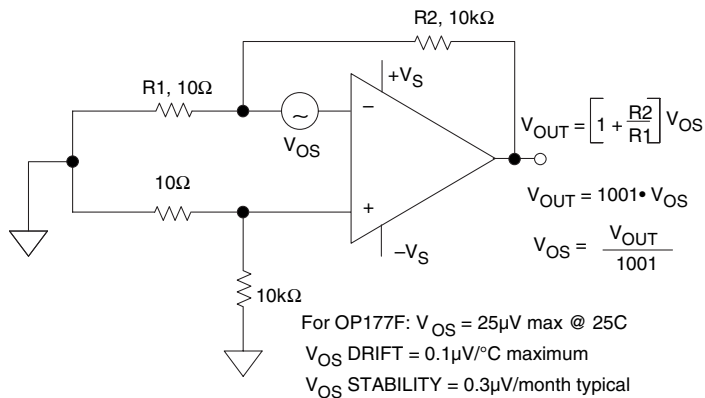 R2, 10kΩ
+VS
R1, 10Ω
–
~
VOS
VOUT = [1 + R2/R1] VOS
10Ω
+
VOUT = 1001• VOS
–VS
VOS = VOUT/1001
10kΩ
For OP177F: VOS = 25µV max @ 25C
VOS DRIFT = 0.1µV/°C maximum
VOS STABILITY = 0.3µV/month typical